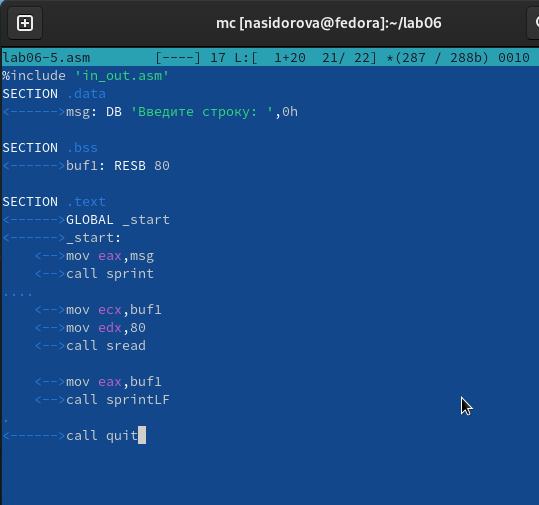 mc [nasidorova@fedora]:~/lab06
lab06-5.asm [----] 17 L:[ 1+20 21/ 22] *(287 / 288b) 0010
%include 'in_out.asm'
SECTION .data
<------>msg: DB 'Введите строку: ',0h
SECTION .bss
<------>buf1: RESB 80
SECTION .text
<------>GLOBAL _start
<------>_start:
<-->mov eax,msg
<-->call sprint
....
<-->mov ecx,buf1
<-->mov edx,80
<-->call sread
<-->mov eax,buf1
<-->call sprintLF
.
<------>call quit